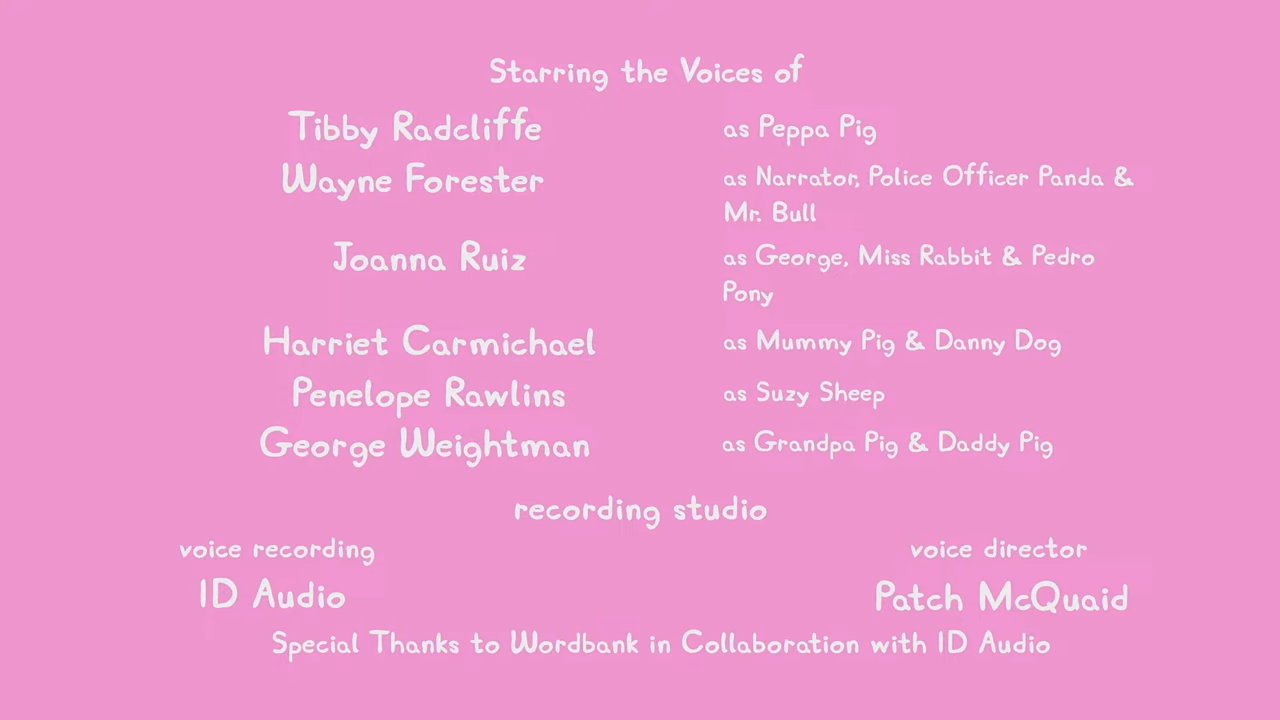 Starring the Voices of
Tibby Radcliffe as Peppa Pig
Wayne Forester as Narrator, Police Officer Panda &
Mr. Bull
Joanna Ruiz as George, Miss Rabbit & Pedro
Pony
Harriet Carmichael as Mummy Pig & Danny Dog
Penelope Rawlins as Suzy Sheep
George Weightman as Grandpa Pig & Daddy Pig
recording studio
voice recording voice director
ID Audio Patch McQuaid
Special Thanks to Wordbank in Collaboration with ID Audio